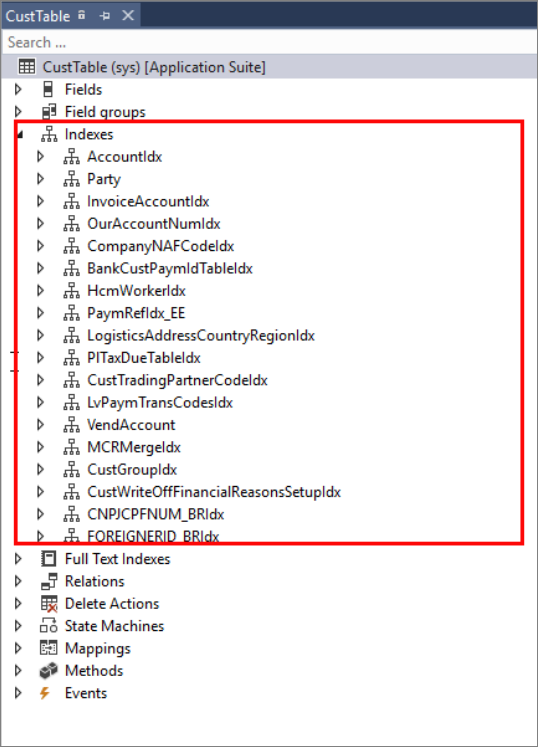 CustTable
Search ...
CustTable (sys) [Application Suite]
Fields
Field groups
Indexes
AccountIdx
Party
InvoiceAccountIdx
OurAccountNumIdx
CompanyNAFCodeIdx
BankCustPaymIdTableIdx
HcmWorkerIdx
PaymRefIdx_EE
LogisticsAddressCountryRegionIdx
PlTaxDueTableIdx
CustTradingPartnerCodeIdx
LvPaymTransCodesIdx
VendAccount
MCRMergeIdx
CustGroupIdx
CustWriteOffFinancialReasonsSetupIdx
CNPJCPFNUM_BRIdx
FOREIGNERID_BRIdx
Full Text Indexes
Relations
Delete Actions
State Machines
Mappings
Methods
Events